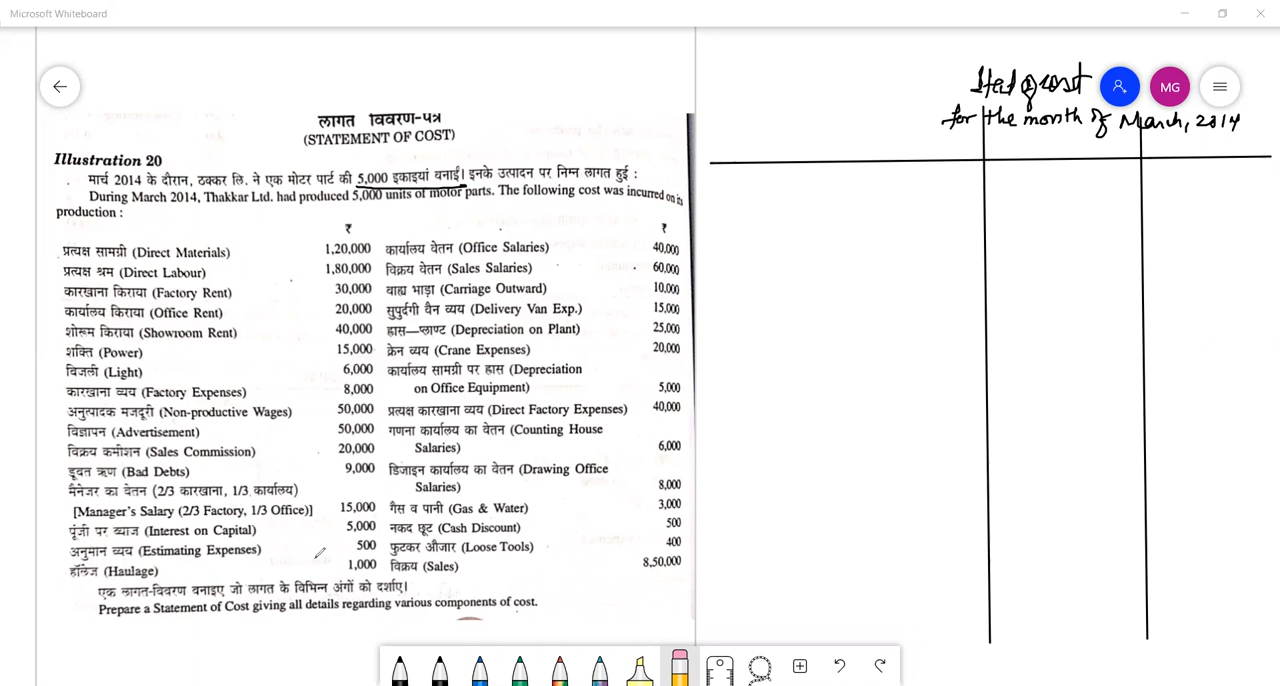 Microsoft Whiteboard
MG
लागत विवरण-पत्र
(STATEMENT OF COST)
Illustration 20
मार्च 2014 के दौरान, ठक्कर लि. ने एक मोटर पार्ट की 5,000 इकाइयां बनाईं। इनके उत्पादन पर निम्न लागत हुई :
During March 2014, Thakkar Ltd. had produced 5,000 units of motor parts. The following cost was incurred on its
production :
₹ ₹
प्रत्यक्ष सामग्री (Direct Materials) 1,20,000 कार्यालय वेतन (Office Salaries) 40,000
प्रत्यक्ष श्रम (Direct Labour) 1,80,000 विक्रय वेतन (Sales Salaries) 60,000
कारखाना किराया (Factory Rent) 30,000 वाह्य भाड़ा (Carriage Outward) 10,000
कार्यालय किराया (Office Rent) 20,000 सुपुर्दगी वैन व्यय (Delivery Van Exp.) 15,000
शोरूम किराया (Showroom Rent) 40,000 ह्रास—प्लाण्ट (Depreciation on Plant) 25,000
शक्ति (Power) 15,000 क्रेन व्यय (Crane Expenses) 20,000
बिजली (Light) 6,000 कार्यालय सामग्री पर ह्रास (Depreciation
कारखाना व्यय (Factory Expenses) 8,000 on Office Equipment) 5,000
अनुत्पादक मजदूरी (Non-productive Wages) 50,000 प्रत्यक्ष कारखाना व्यय (Direct Factory Expenses) 40,000
विज्ञापन (Advertisement) 50,000 गणना कार्यालय का वेतन (Counting House
विक्रय कमीशन (Sales Commission) 20,000 Salaries) 6,000
डूबत ऋण (Bad Debts) 9,000 डिजाइन कार्यालय का वेतन (Drawing Office
मैनेजर का वेतन (2/3 कारखाना, 1/3 कार्यालय) Salaries) 8,000
[Manager's Salary (2/3 Factory, 1/3 Office)] 15,000 गैस व पानी (Gas & Water) 3,000
पूंजी पर ब्याज (Interest on Capital) 5,000 नकद छूट (Cash Discount) 500
अनुमान व्यय (Estimating Expenses) 500 फुटकर औजार (Loose Tools) 400
हॉलेज (Haulage) 1,000 विक्रय (Sales) 8,50,000
एक लागत-विवरण बनाइए जो लागत के विभिन्न अंगों को दर्शाए।
Prepare a Statement of Cost giving all details regarding various components of cost.
cost
for the month of March, 2014